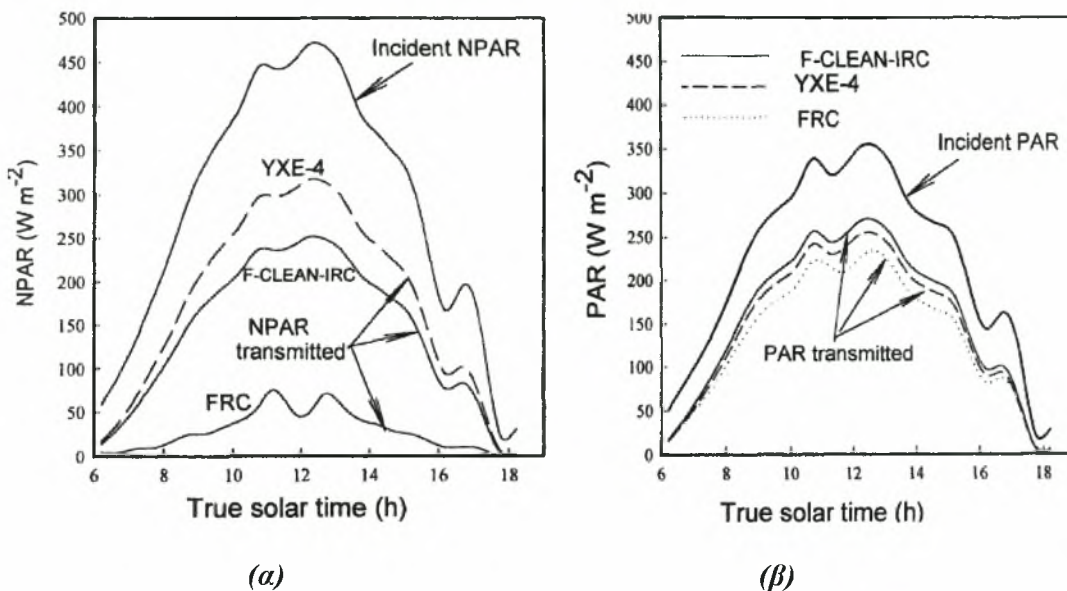 500
450
400
350
300
250
200
150
100
50
0
NPAR (W m⁻²)
Incident NPAR
YXE-4
F-CLEAN-IRC
NPAR
transmitted
FRC
6 8 10 12 14 16 18
True solar time (h)
(α)
500
450
400
350
300
250
200
150
100
50
0
PAR (W m⁻²)
F-CLEAN-IRC
YXE-4
FRC
Incident PAR
PAR transmitted
6 8 10 12 14 16 18
True solar time (h)
(β)